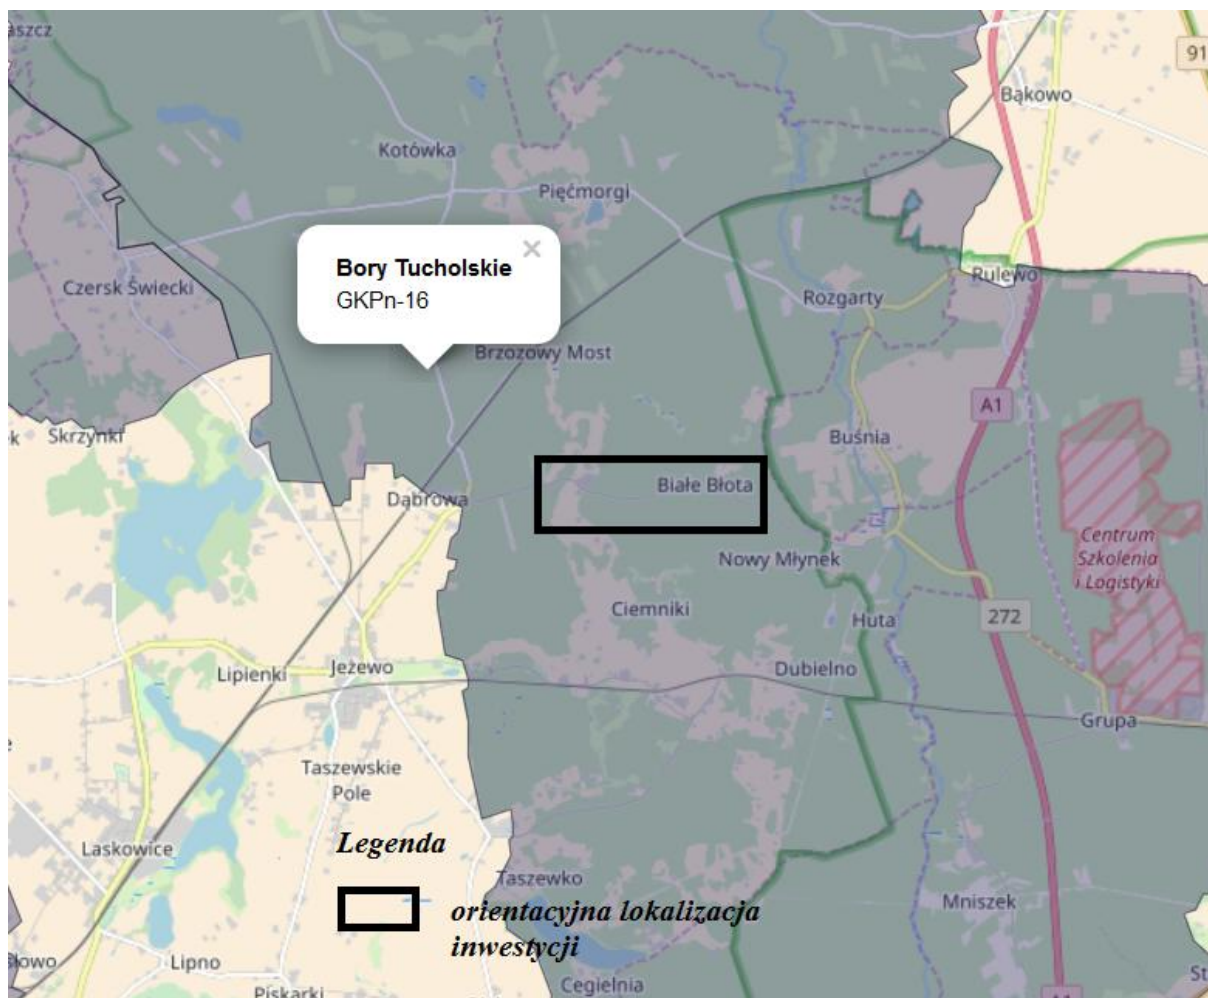 Bąkowo
91
Kotówka
Pięćmorgi
Bory Tucholskie
×
GKPn-16
Czersk Świecki
Rulewo
Rozgarty
Brzozowy Most
A1
Skrzynki
Buśnia
Dąbrowa
Białe Błota
Centrum
Szkolenia
i Logistyki
Nowy Młynek
Ciemniki
Huta
272
Lipienki
Jeżewo
Dubielno
Grupa
Taszewskie
Pole
Legenda
Laskowice
Taszewko
orientacyjna lokalizacja
inwestycji
Mniszek
Lipno
Cegielnia
Piskarki